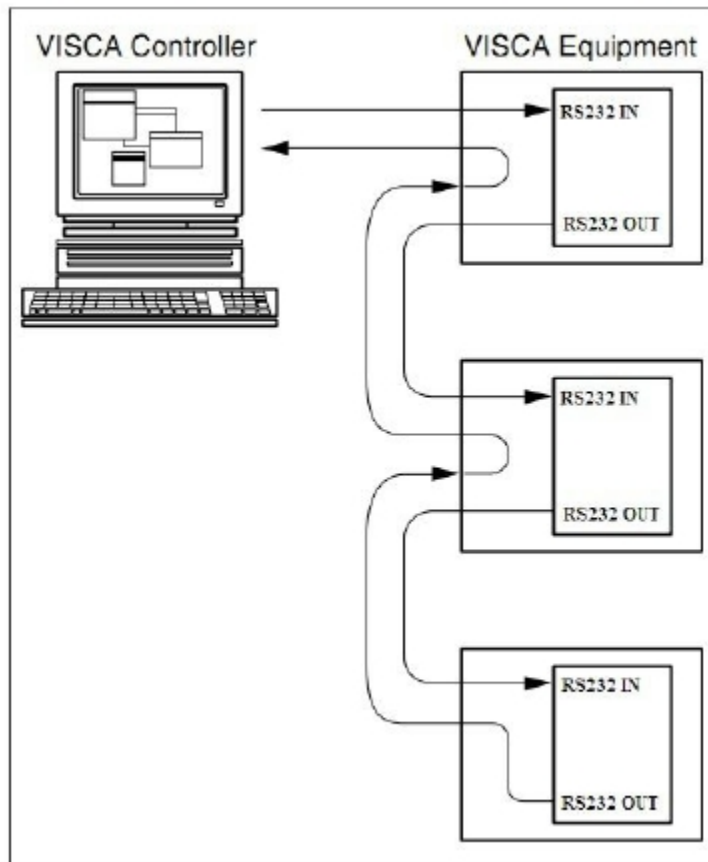 VISCA Controller
VISCA Equipment
RS232 IN
RS232 OUT
RS232 IN
RS232 OUT
RS232 IN
RS232 OUT